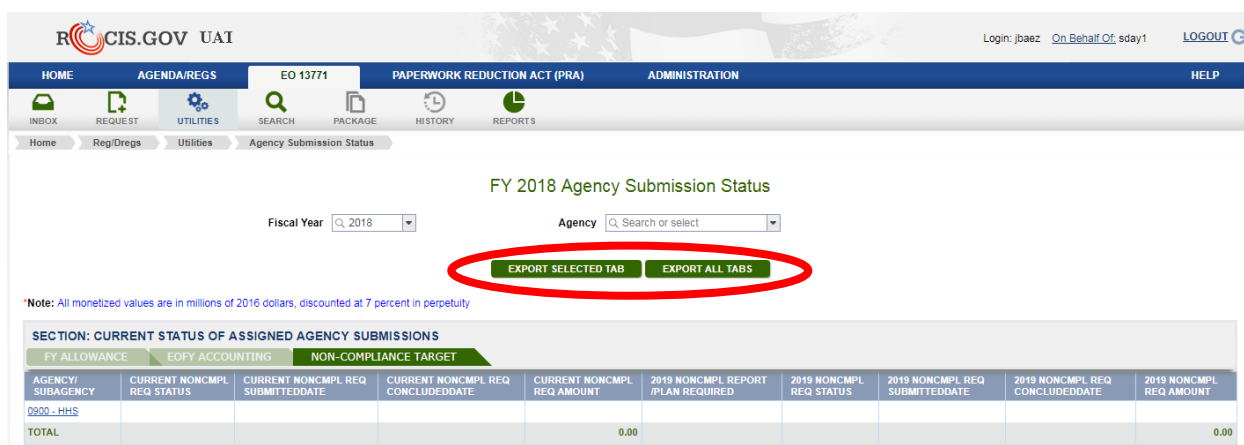 ROCIS.GOV UAT
Login: jbaez On Behalf Of: sday1 LOGOUT
HOME AGENDA/REGS EO 13771 PAPERWORK REDUCTION ACT (PRA) ADMINISTRATION HELP
INBOX REQUEST UTILITIES SEARCH PACKAGE HISTORY REPORTS
Home Reg/Dregs Utilities Agency Submission Status
FY 2018 Agency Submission Status
Fiscal Year 2018 Agency Search or select
EXPORT SELECTED TAB EXPORT ALL TABS
*Note: All monetized values are in millions of 2016 dollars, discounted at 7 percent in perpetuity
SECTION: CURRENT STATUS OF ASSIGNED AGENCY SUBMISSIONS
FY ALLOWANCE EOFY ACCOUNTING NON-COMPLIANCE TARGET
AGENCY/ CURRENT NONCMPL CURRENT NONCMPL REQ CURRENT NONCMPL REQ CURRENT NONCMPL 2019 NONCMPL REPORT 2019 NONCMPL 2019 NONCMPL REQ 2019 NONCMPL REQ 2019 NONCMPL
SUBAGENCY REQ STATUS SUBMITTEDDATE CONCLUDEDDATE REQ AMOUNT /PLAN REQUIRED REQ STATUS SUBMITTEDDATE CONCLUDEDDATE REQ AMOUNT
0900 - HHS
TOTAL 0.00 0.00